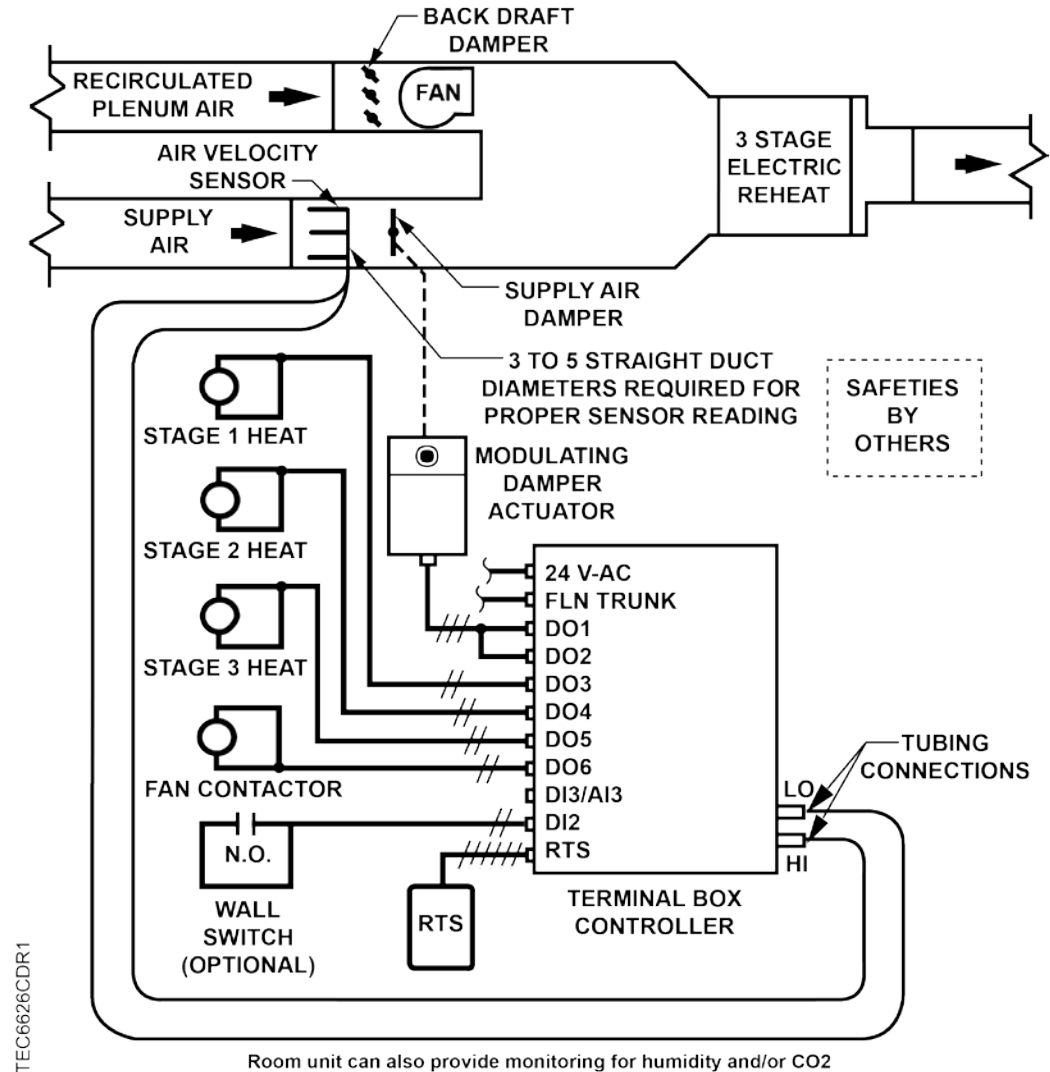 BACK DRAFT
DAMPER
RECIRCULATED
PLENUM AIR
FAN
AIR VELOCITY
SENSOR
3 STAGE
ELECTRIC
REHEAT
SUPPLY
AIR
SUPPLY AIR
DAMPER
3 TO 5 STRAIGHT DUCT
DIAMETERS REQUIRED FOR
PROPER SENSOR READING
SAFETIES
BY
OTHERS
STAGE 1 HEAT
MODULATING
DAMPER
ACTUATOR
STAGE 2 HEAT
STAGE 3 HEAT
FAN CONTACTOR
24 V-AC
FLN TRUNK
DO1
DO2
DO3
DO4
DO5
DO6
DI3/AI3
DI2
RTS
TUBING
CONNECTIONS
LO
HI
N.O.
WALL
SWITCH
(OPTIONAL)
RTS
TERMINAL BOX
CONTROLLER
TEC6626CDR1
Room unit can also provide monitoring for humidity and/or CO2